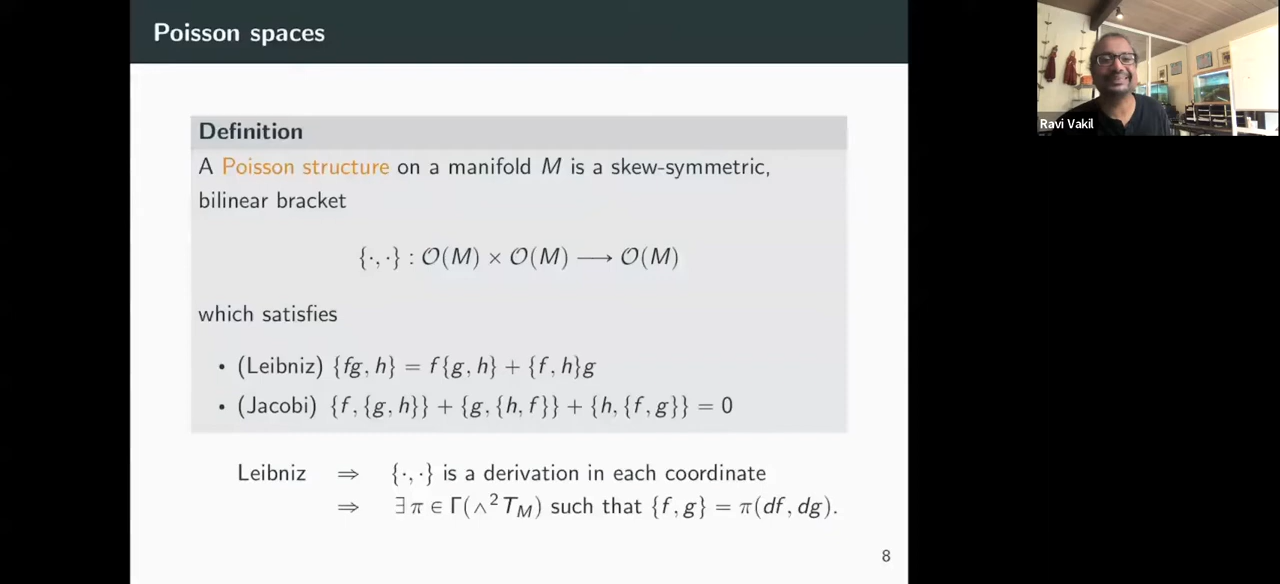 Poisson spaces
Definition
A Poisson structure on a manifold M is a skew-symmetric,
bilinear bracket
{·, ·} : 𝒪(M) × 𝒪(M) ⟶ 𝒪(M)
which satisfies
• (Leibniz) {fg, h} = f{g, h} + {f, h}g
• (Jacobi) {f, {g, h}} + {g, {h, f}} + {h, {f, g}} = 0
Leibniz ⇒ {·, ·} is a derivation in each coordinate
⇒ ∃ π ∈ Γ(∧²T_M) such that {f, g} = π(df, dg).
8
Ravi Vakil